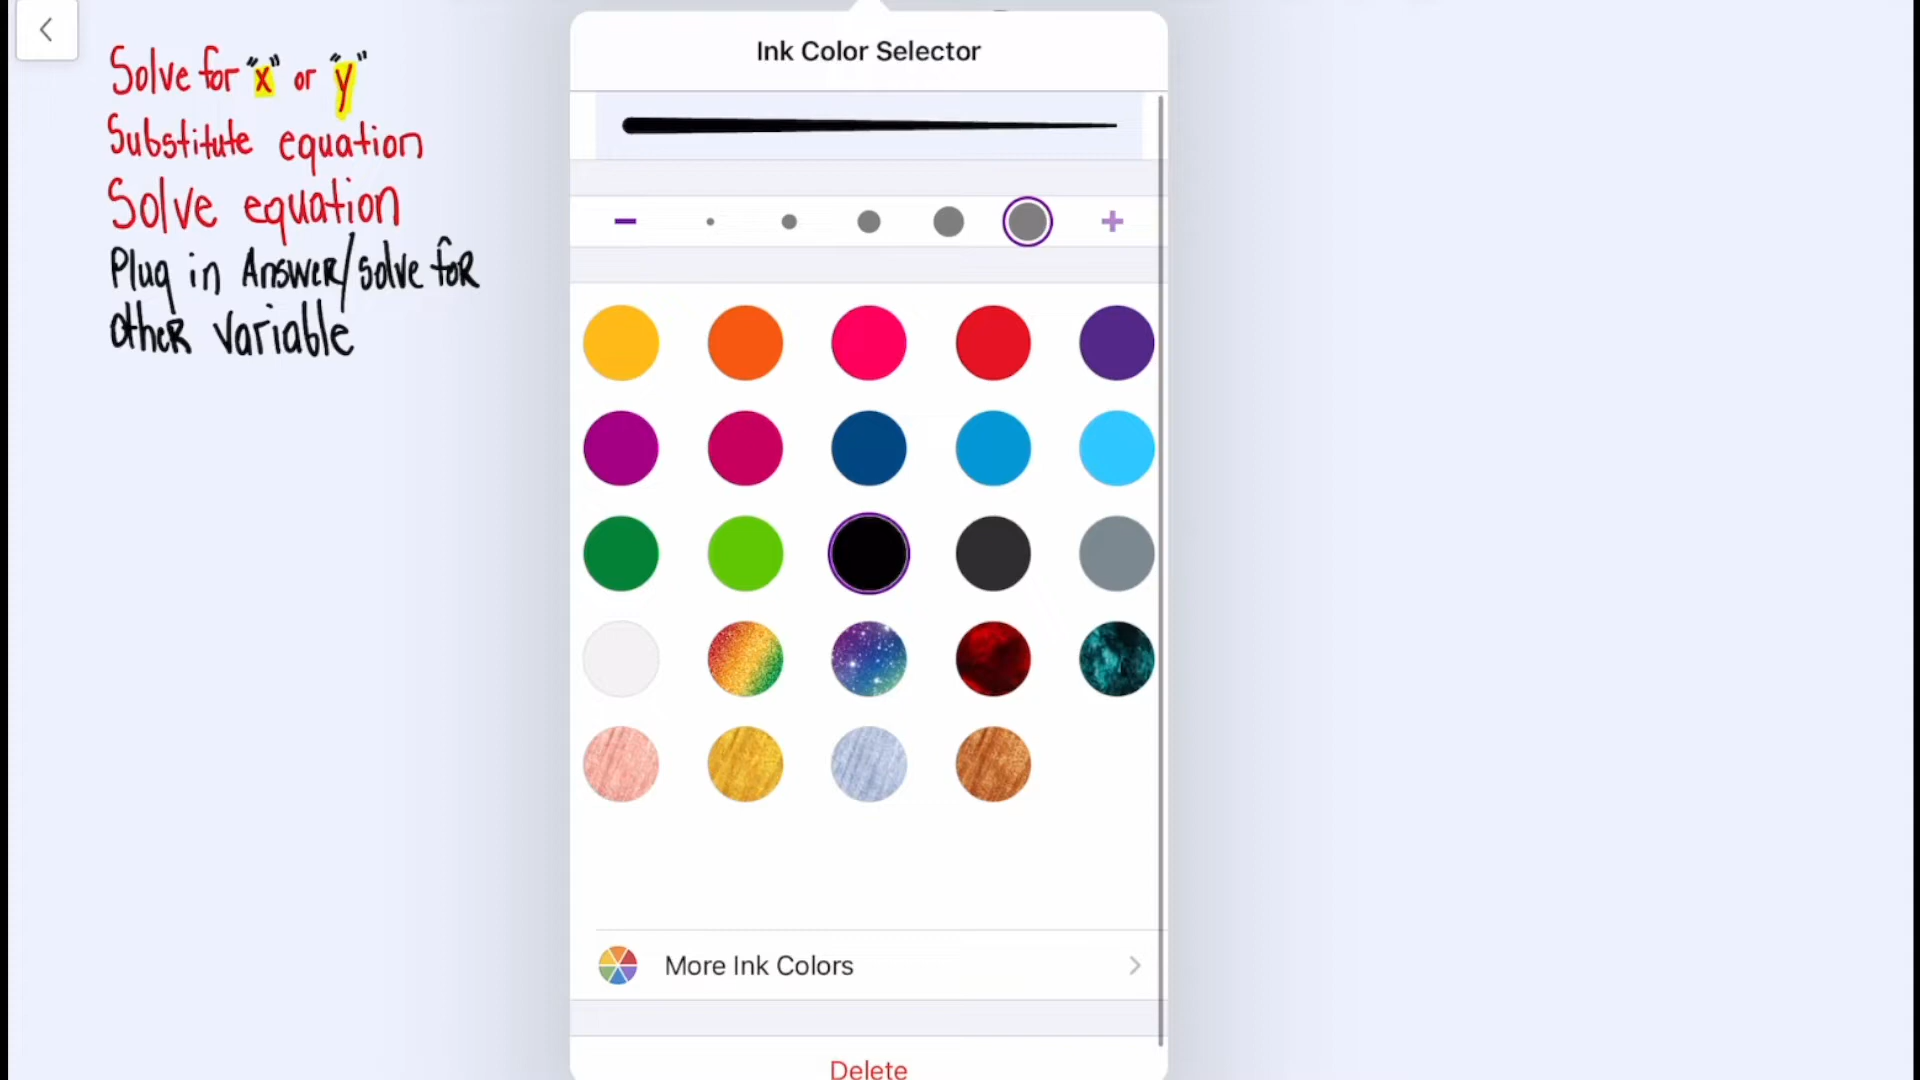 Solve for "x" or "y"
Substitute equation
Solve equation
Plug in Answer/solve for
other variable
Ink Color Selector
More Ink Colors
Delete